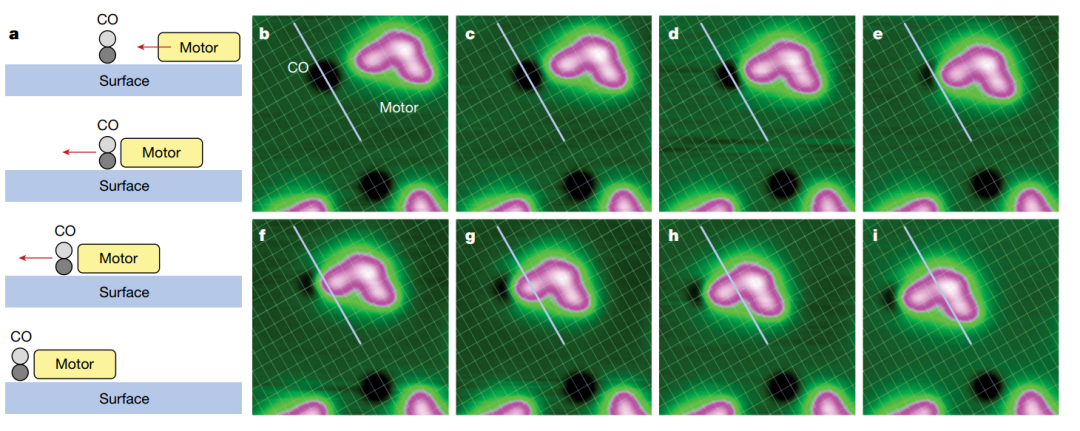 a
CO
Motor
Surface
CO
Motor
Surface
CO
Motor
Surface
CO
Motor
Surface
b
CO
Motor
c
d
e
f
g
h
i